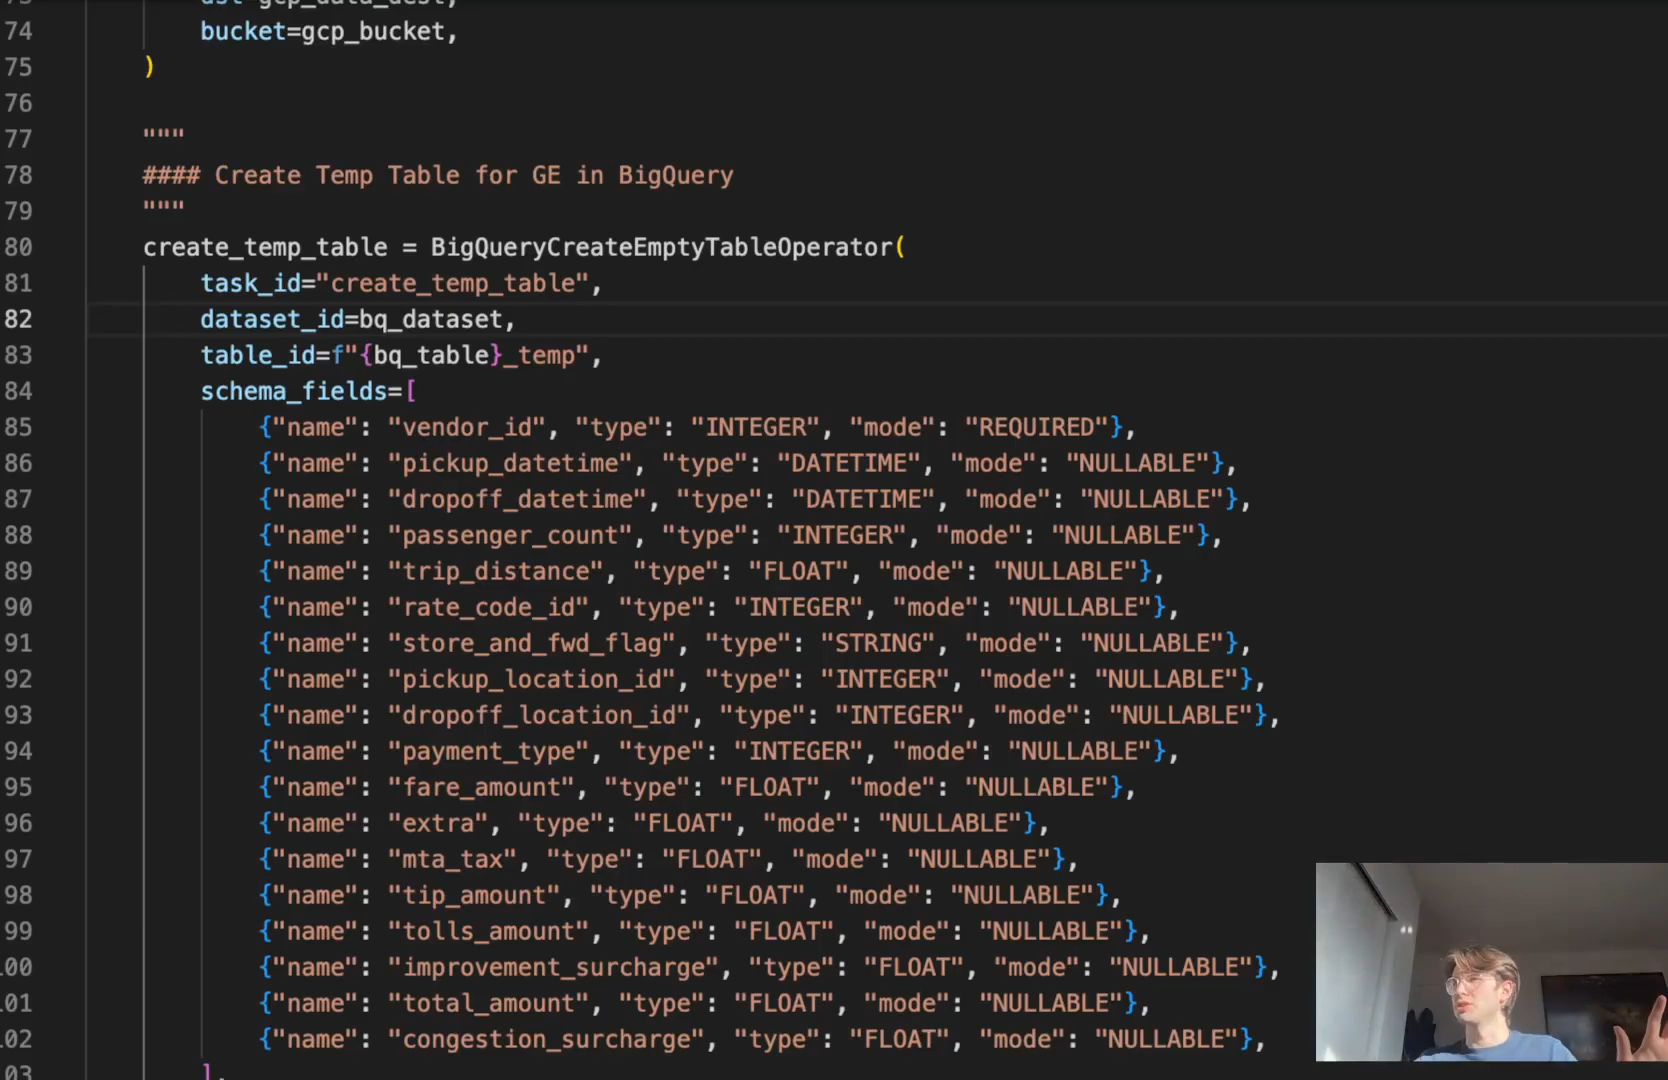 74 bucket=gcp_bucket,
75 )
76
77 """
78 #### Create Temp Table for GE in BigQuery
79 """
80 create_temp_table = BigQueryCreateEmptyTableOperator(
81 task_id="create_temp_table",
82 dataset_id=bq_dataset,
83 table_id=f"{bq_table}_temp",
84 schema_fields=[
85 {"name": "vendor_id", "type": "INTEGER", "mode": "REQUIRED"},
86 {"name": "pickup_datetime", "type": "DATETIME", "mode": "NULLABLE"},
87 {"name": "dropoff_datetime", "type": "DATETIME", "mode": "NULLABLE"},
88 {"name": "passenger_count", "type": "INTEGER", "mode": "NULLABLE"},
89 {"name": "trip_distance", "type": "FLOAT", "mode": "NULLABLE"},
90 {"name": "rate_code_id", "type": "INTEGER", "mode": "NULLABLE"},
91 {"name": "store_and_fwd_flag", "type": "STRING", "mode": "NULLABLE"},
92 {"name": "pickup_location_id", "type": "INTEGER", "mode": "NULLABLE"},
93 {"name": "dropoff_location_id", "type": "INTEGER", "mode": "NULLABLE"},
94 {"name": "payment_type", "type": "INTEGER", "mode": "NULLABLE"},
95 {"name": "fare_amount", "type": "FLOAT", "mode": "NULLABLE"},
96 {"name": "extra", "type": "FLOAT", "mode": "NULLABLE"},
97 {"name": "mta_tax", "type": "FLOAT", "mode": "NULLABLE"},
98 {"name": "tip_amount", "type": "FLOAT", "mode": "NULLABLE"},
99 {"name": "tolls_amount", "type": "FLOAT", "mode": "NULLABLE"},
00 {"name": "improvement_surcharge", "type": "FLOAT", "mode": "NULLABLE"},
01 {"name": "total_amount", "type": "FLOAT", "mode": "NULLABLE"},
02 {"name": "congestion_surcharge", "type": "FLOAT", "mode": "NULLABLE"},
03 ],